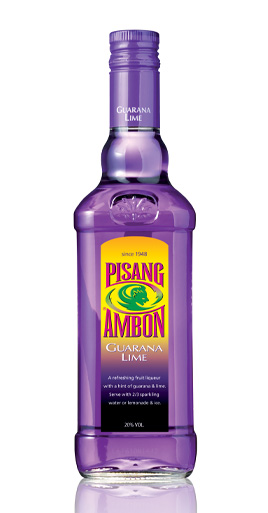 GUARANA
LIME
SINCE 1948
PISANG
AMBON
GUARANA
LIME
A refreshing fruit liqueur
with a hint of guarana & lime.
Serve with 2/3 sparkling
water or lemonade & ice.
20% VOL.